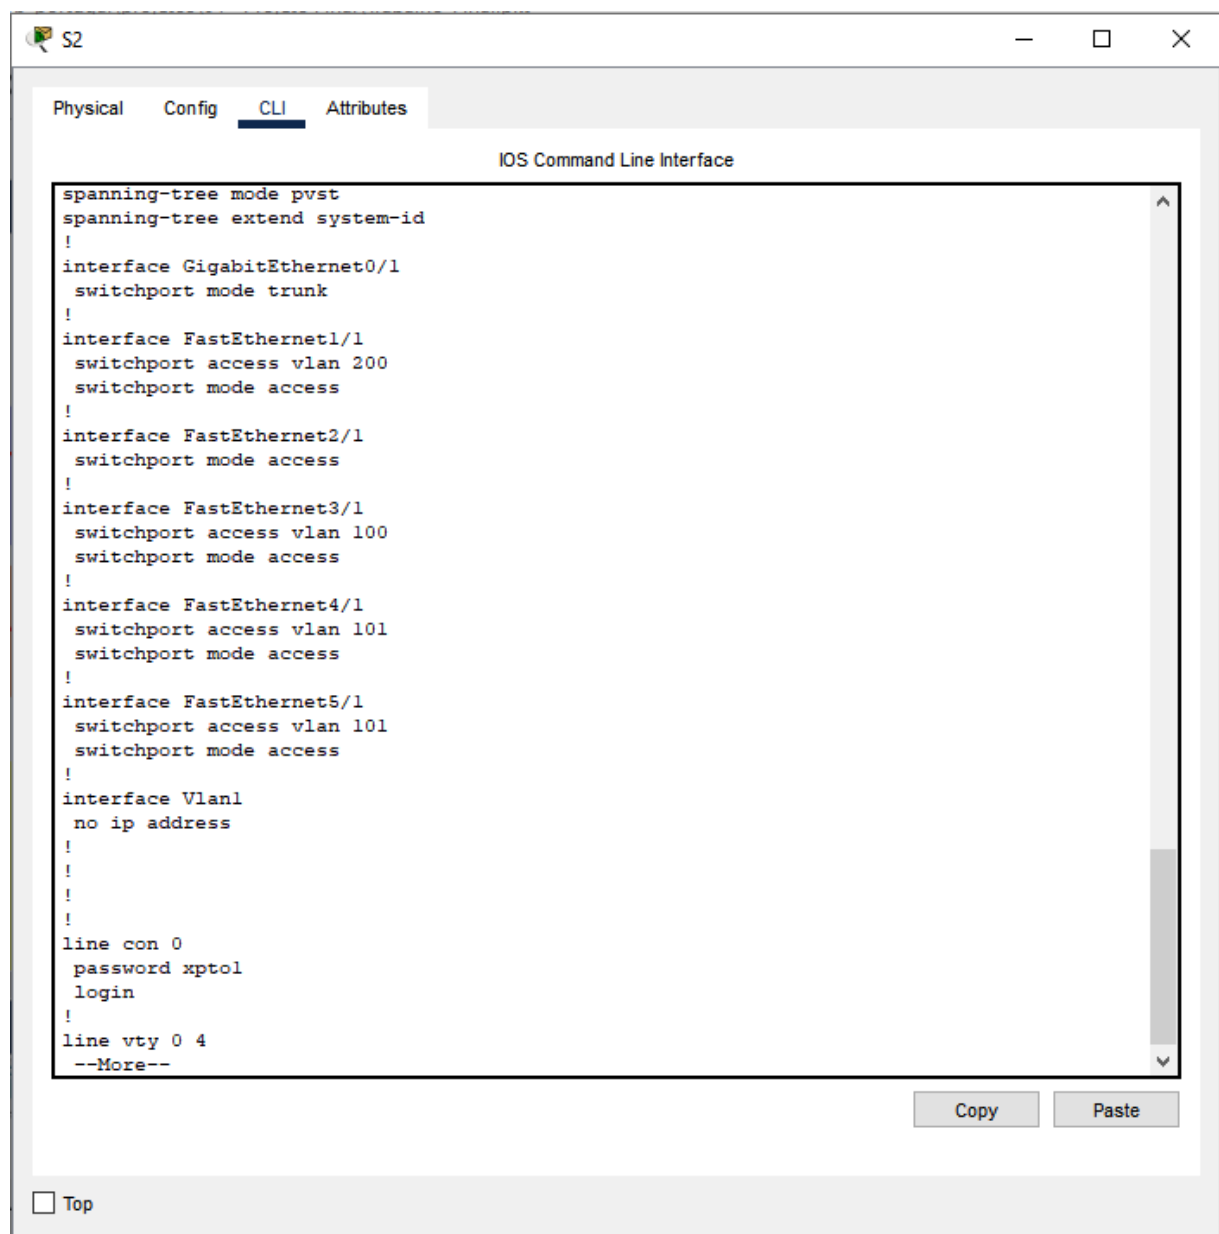 S2
Physical Config CLI Attributes
IOS Command Line Interface
spanning-tree mode pvst
spanning-tree extend system-id
!
interface GigabitEthernet0/1
switchport mode trunk
!
interface FastEthernet1/1
switchport access vlan 200
switchport mode access
!
interface FastEthernet2/1
switchport mode access
!
interface FastEthernet3/1
switchport access vlan 100
switchport mode access
!
interface FastEthernet4/1
switchport access vlan 101
switchport mode access
!
interface FastEthernet5/1
switchport access vlan 101
switchport mode access
!
interface Vlan1
no ip address
!
!
!
!
line con 0
password xpto1
login
!
line vty 0 4
--More--
Copy Paste
Top